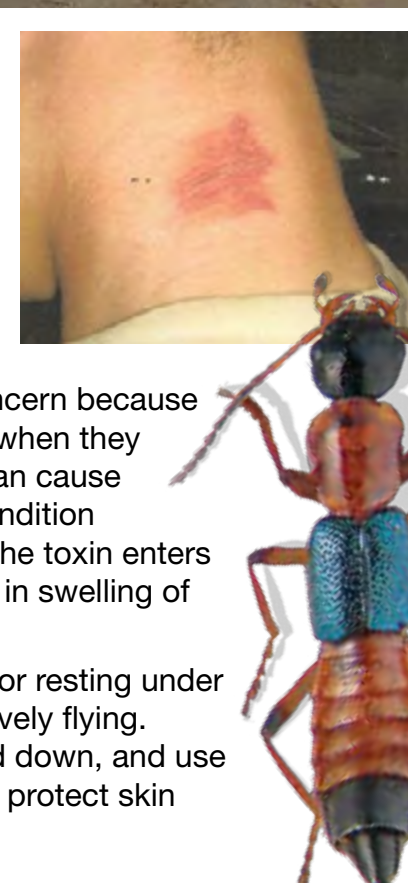 ncern because
when they
an cause
ndition
he toxin enters
in swelling of
or resting under
vely flying.
d down, and use
protect skin